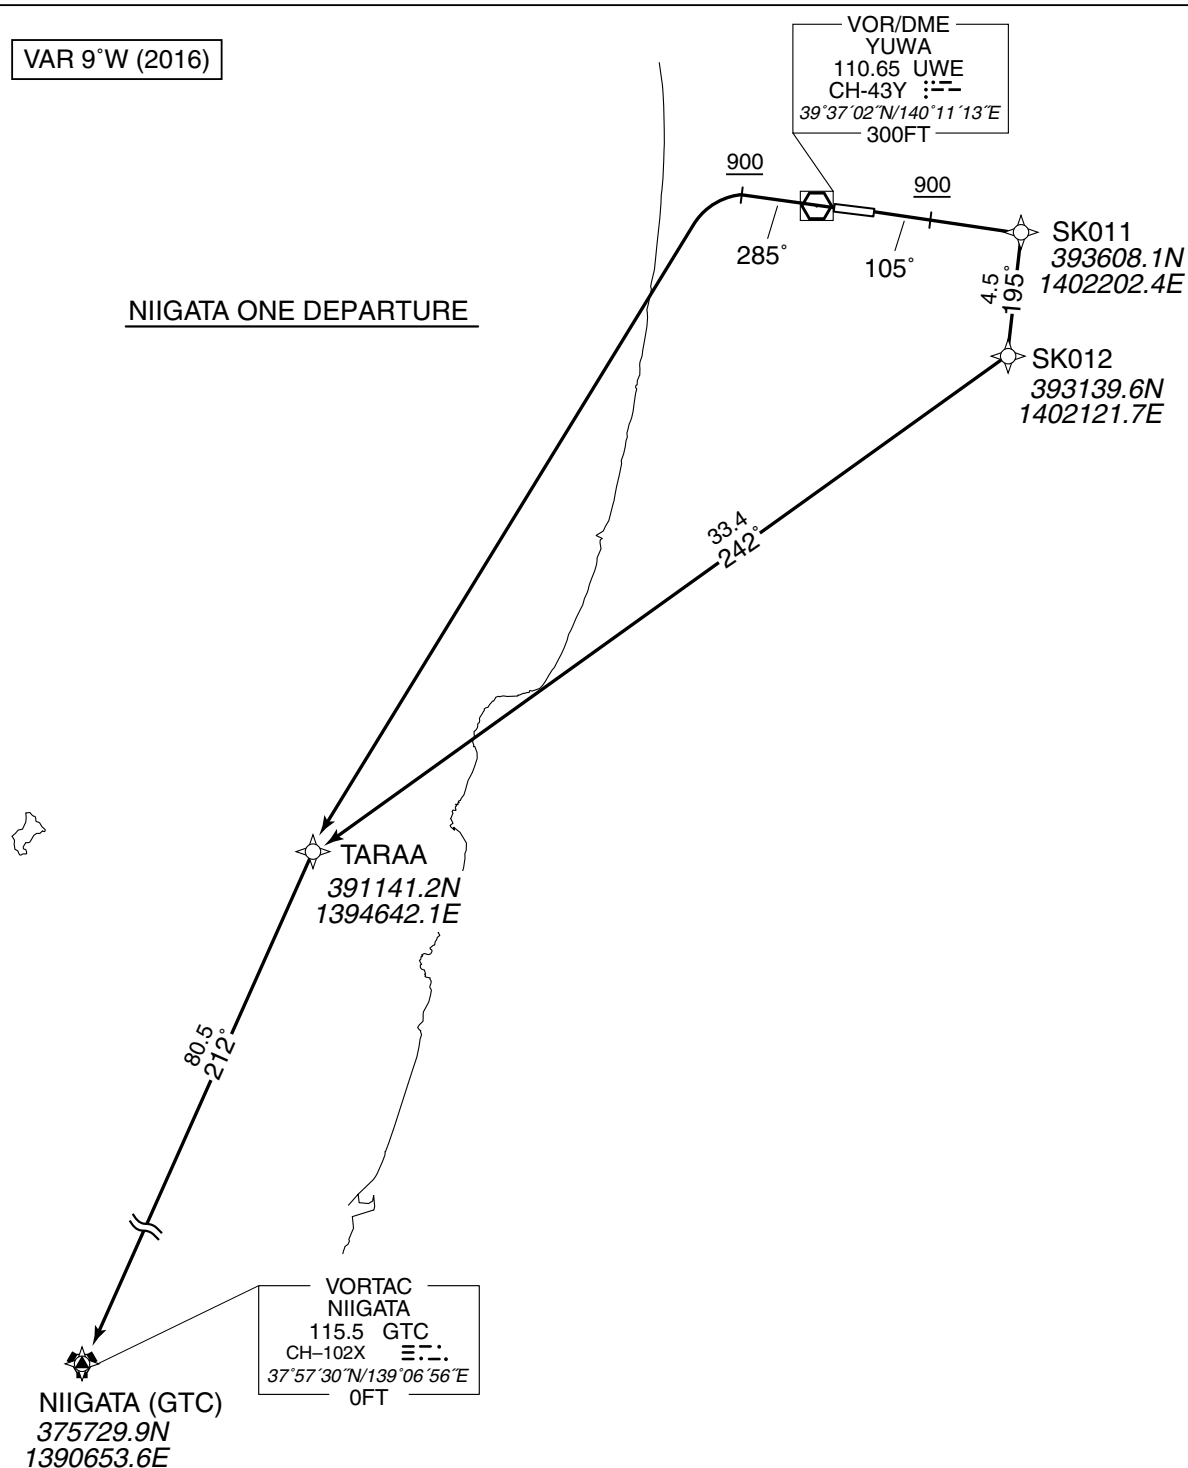 VAR 9˚W (2016)
VOR/DME
YUWA
110.65 UWE
CH-43Y
39˚37´02˝N/140˚11´13˝E
300FT
900
900
285˚
105˚
SK011
393608.1N
1402202.4E
4.5
195˚
NIIGATA ONE DEPARTURE
SK012
393139.6N
1402121.7E
33.4
242˚
TARAA
391141.2N
1394642.1E
80.5
212˚
VORTAC
NIIGATA
115.5 GTC
CH–102X
37˚57´30˝N/139˚06´56˝E
0FT
NIIGATA (GTC)
375729.9N
1390653.6E